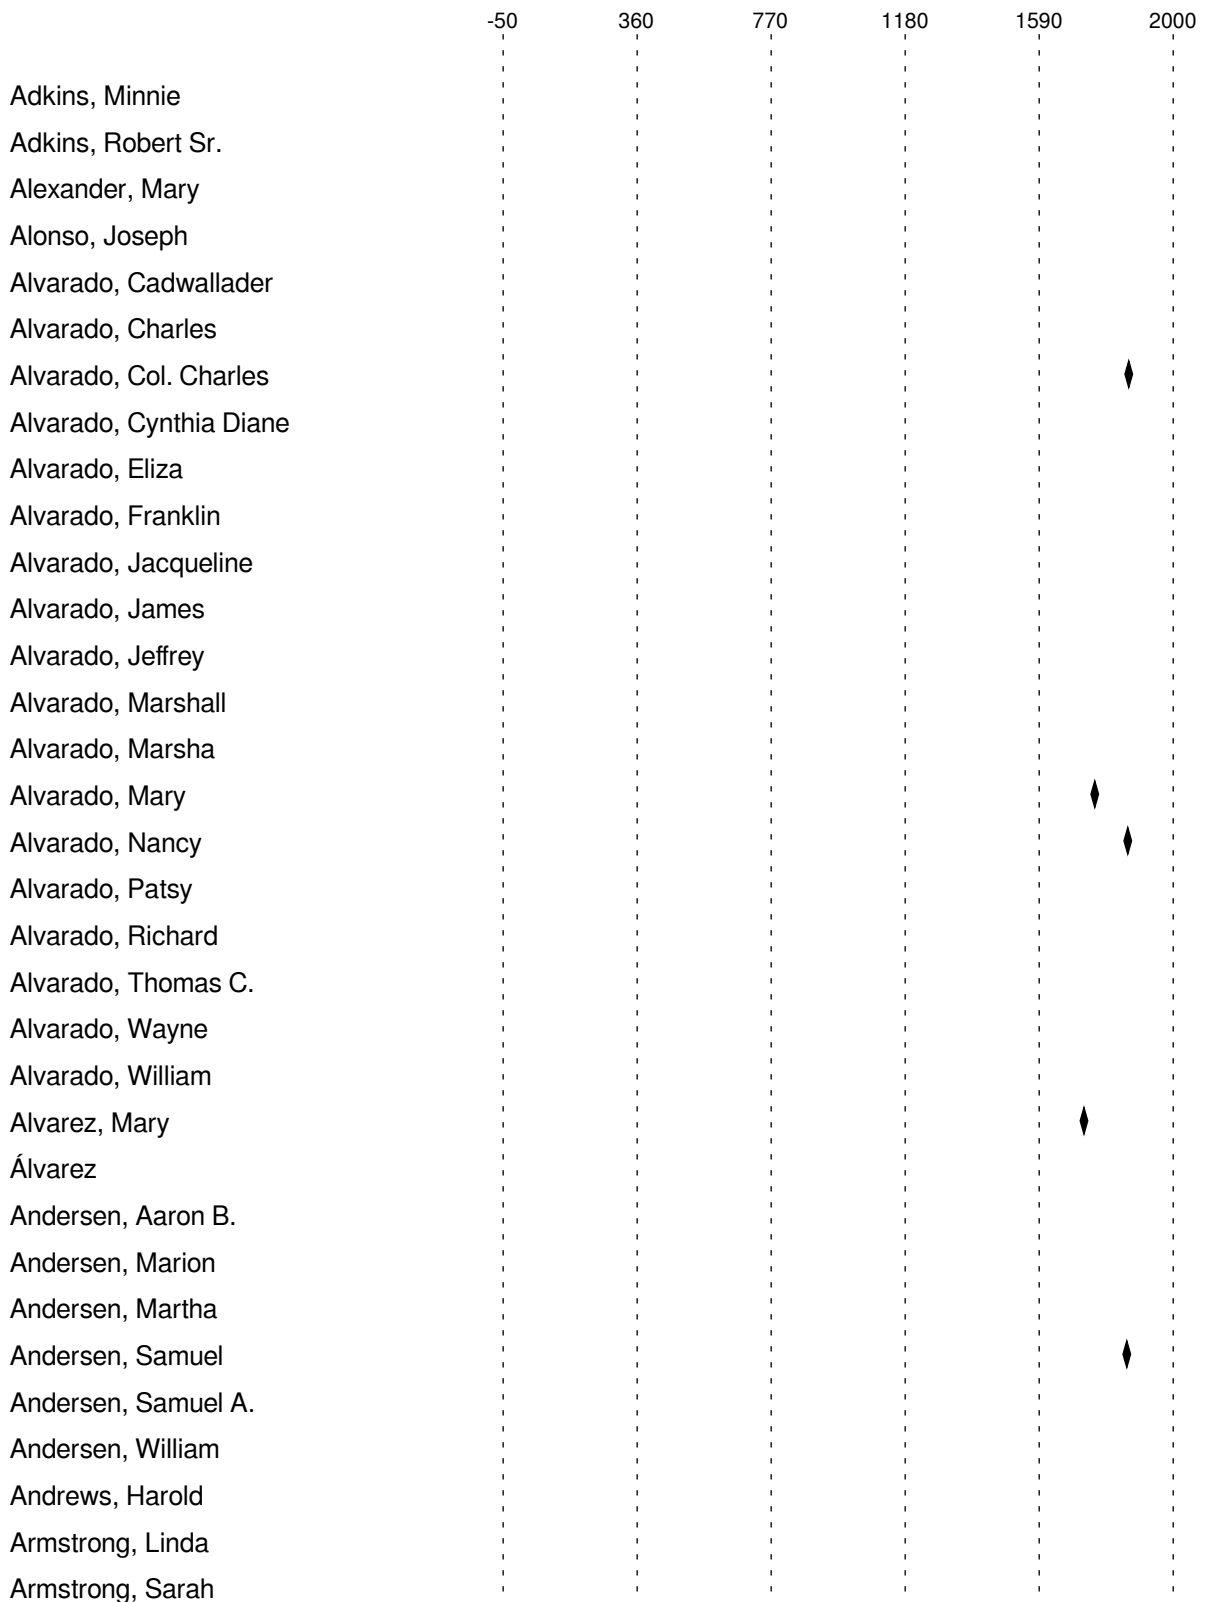 -50 360 770 1180 1590 2000
Adkins, Minnie
Adkins, Robert Sr.
Alexander, Mary
Alonso, Joseph
Alvarado, Cadwallader
Alvarado, Charles
Alvarado, Col. Charles
Alvarado, Cynthia Diane
Alvarado, Eliza
Alvarado, Franklin
Alvarado, Jacqueline
Alvarado, James
Alvarado, Jeffrey
Alvarado, Marshall
Alvarado, Marsha
Alvarado, Mary
Alvarado, Nancy
Alvarado, Patsy
Alvarado, Richard
Alvarado, Thomas C.
Alvarado, Wayne
Alvarado, William
Alvarez, Mary
Álvarez
Andersen, Aaron B.
Andersen, Marion
Andersen, Martha
Andersen, Samuel
Andersen, Samuel A.
Andersen, William
Andrews, Harold
Armstrong, Linda
Armstrong, Sarah